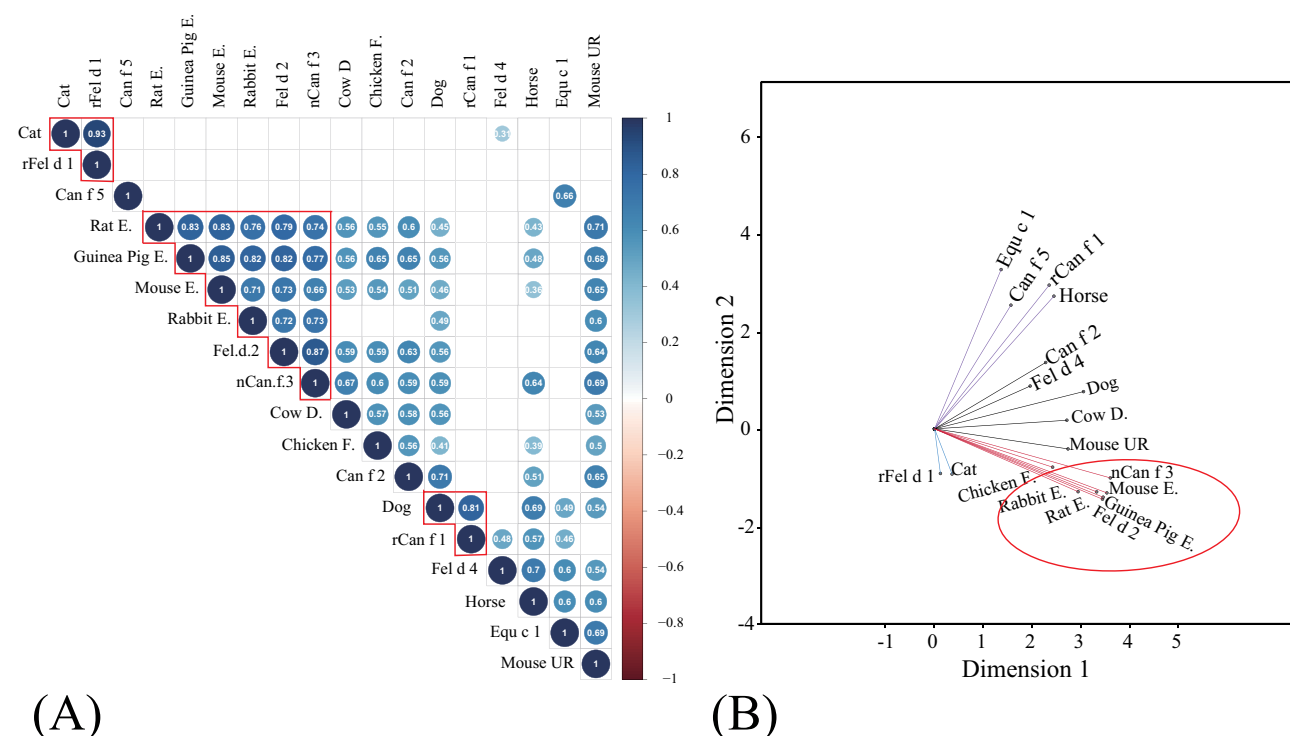 Cat rFel d 1 Can f 5 Rat E. Guinea Pig E. Mouse E. Rabbit E. Fel d 2 nCan f 3 Cow D Chicken F. Can f 2 Dog rCan f 1 Fel d 4 Horse Equ c 1 Mouse UR
Cat 1 0.93 0.31
rFel d 1 1
Can f 5 1 0.66
Rat E. 1 0.83 0.83 0.76 0.79 0.74 0.56 0.55 0.6 0.45 0.43 0.71
Guinea Pig E. 1 0.85 0.82 0.82 0.77 0.56 0.65 0.65 0.56 0.48 0.68
Mouse E. 1 0.71 0.73 0.66 0.53 0.54 0.51 0.46 0.36 0.65
Rabbit E. 1 0.72 0.73 0.49 0.6
Fel.d.2 1 0.87 0.59 0.59 0.63 0.56 0.64
nCan.f.3 1 0.67 0.6 0.59 0.59 0.64 0.69
Cow D. 1 0.57 0.58 0.56 0.53
Chicken F. 1 0.56 0.41 0.39 0.5
Can f 2 1 0.71 0.51 0.65
Dog 1 0.81 0.69 0.49 0.54
rCan f 1 1 0.48 0.57 0.46
Fel d 4 1 0.7 0.6 0.54
Horse 1 0.6 0.6
Equ c 1 1 0.69
Mouse UR 1
1
0.8
0.6
0.4
0.2
0
−0.2
−0.4
−0.6
−0.8
−1
(A)
Dimension 2
6
4
2
0
-2
-4
Equ c 1
Can f 5
rCan f 1
Horse
Can f 2
Fel d 4
Dog
Cow D.
Mouse UR
rFel d 1
Cat
Chicken F.
nCan f 3
Mouse E.
Rabbit E.
Rat E.
Guinea Pig E.
Fel d 2
-1 0 1 2 3 4 5
Dimension 1
(B)